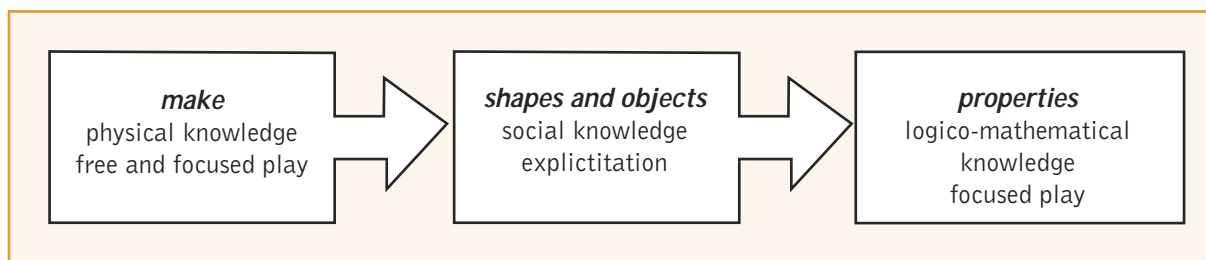 make
physical knowledge
free and focused play
shapes and objects
social knowledge
explictitation
properties
logico-mathematical
knowledge
focused play